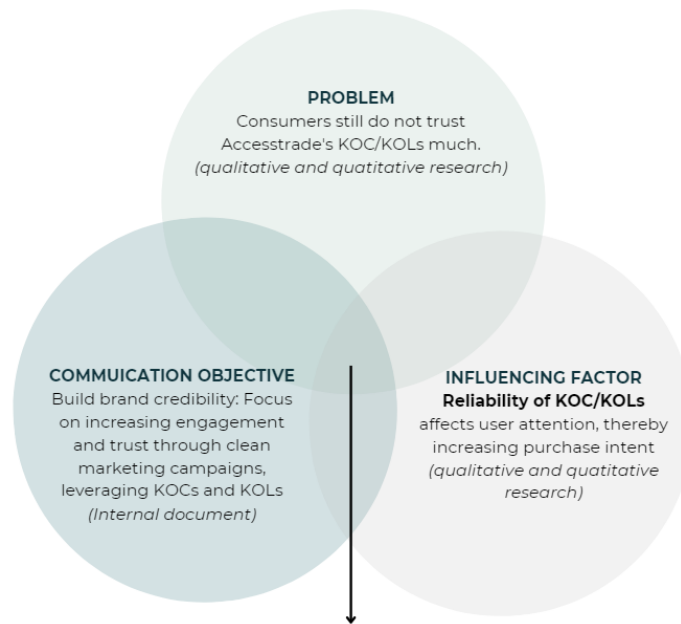 PROBLEM
Consumers still do not trust
Accesstrade's KOC/KOLs much.
(qualitative and quatitative research)
COMMUICATION OBJECTIVE
Build brand credibility: Focus
on increasing engagement
and trust through clean
marketing campaigns,
leveraging KOCs and KOLs
(Internal document)
INFLUENCING FACTOR
Reliability of KOC/KOLs
affects user attention, thereby
increasing purchase intent
(qualitative and quatitative
research)